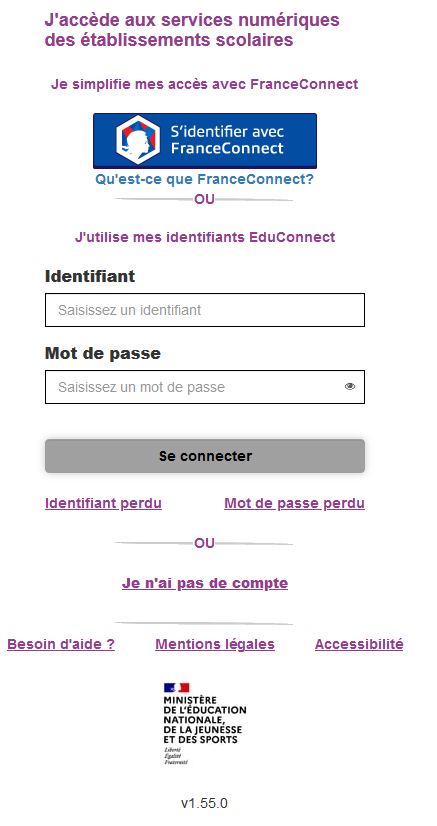 J'accède aux services numériques
des établissements scolaires
Je simplifie mes accès avec FranceConnect
S'identifier avec
FranceConnect
Qu'est-ce que FranceConnect?
OU
J'utilise mes identifiants EduConnect
Identifiant
Saisissez un identifiant
Mot de passe
Saisissez un mot de passe
Se connecter
Identifiant perdu Mot de passe perdu
OU
Je n'ai pas de compte
Besoin d'aide ? Mentions légales Accessibilité
MINISTÈRE
DE L'ÉDUCATION
NATIONALE,
DE LA JEUNESSE
ET DES SPORTS
Liberté
Égalité
Fraternité
v1.55.0